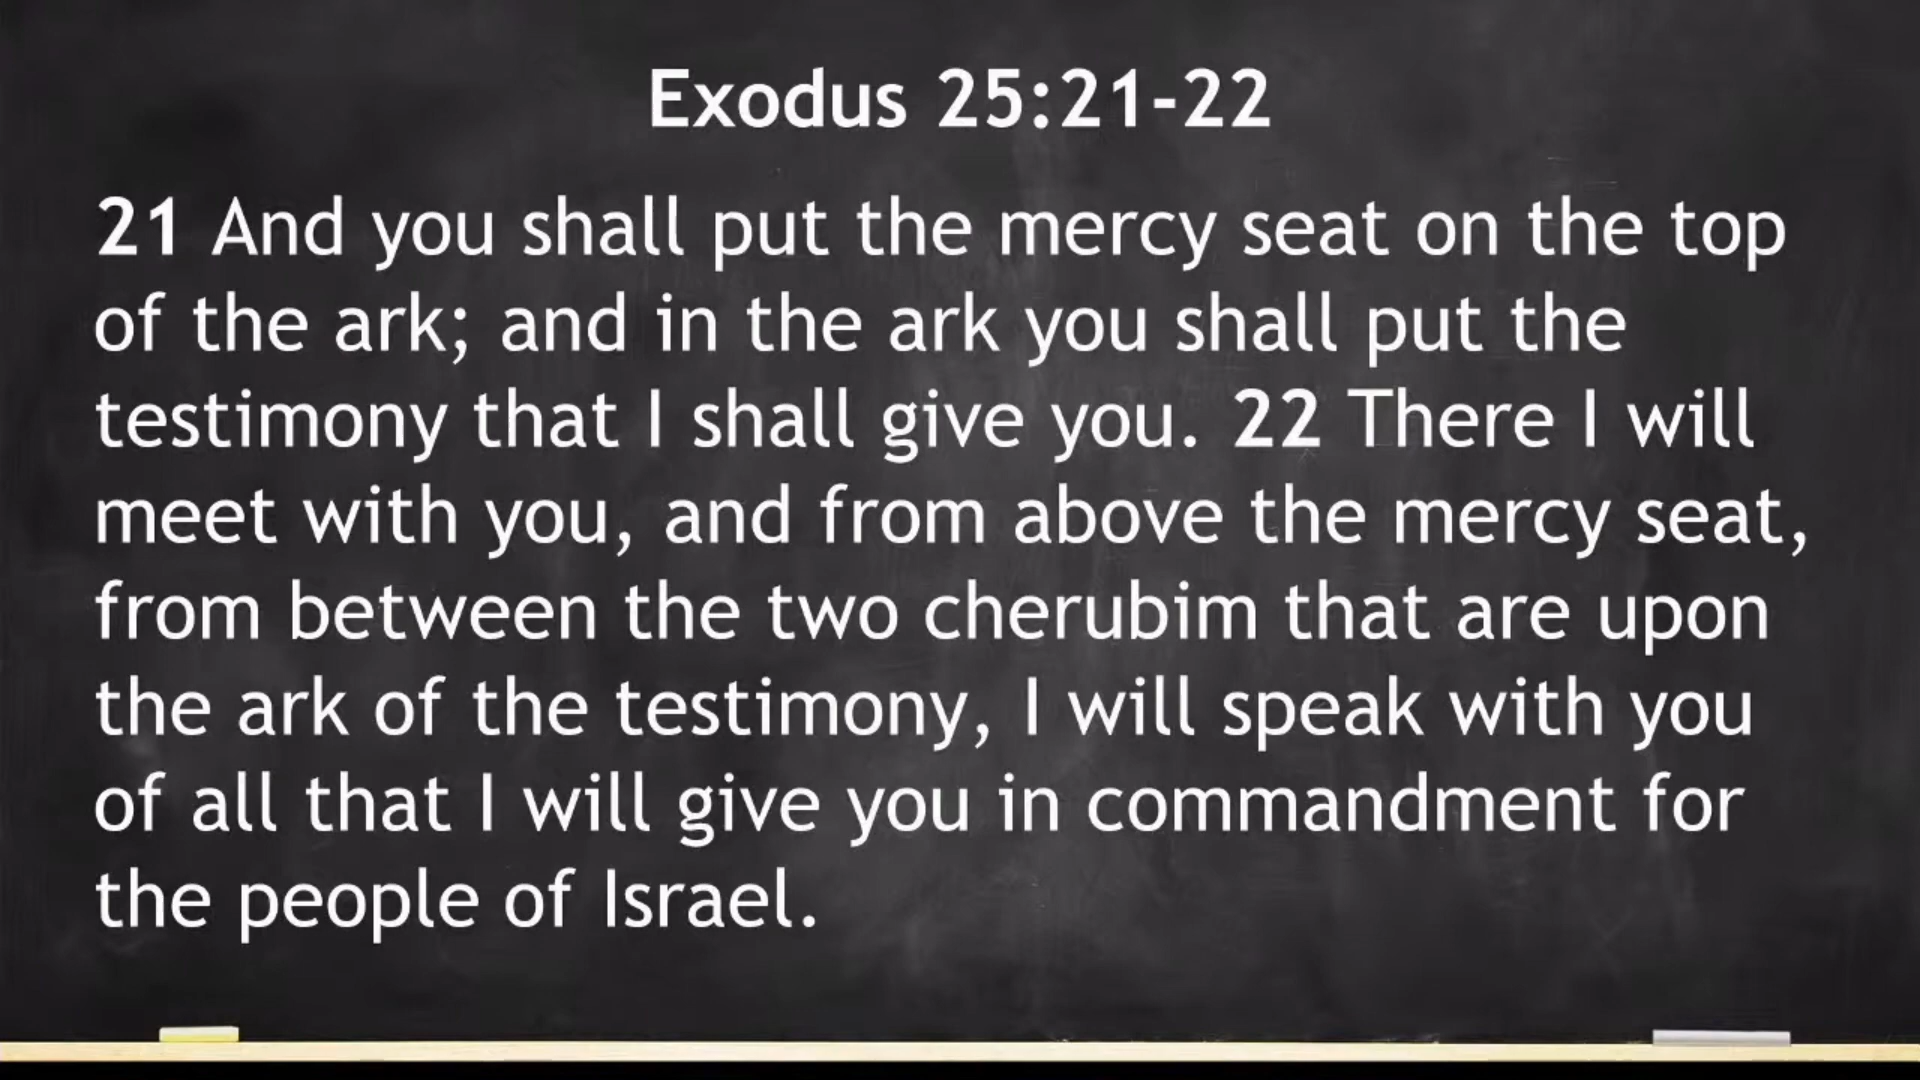 Exodus 25:21-22
21 And you shall put the mercy seat on the top
of the ark; and in the ark you shall put the
testimony that I shall give you. 22 There I will
meet with you, and from above the mercy seat,
from between the two cherubim that are upon
the ark of the testimony, I will speak with you
of all that I will give you in commandment for
the people of Israel.